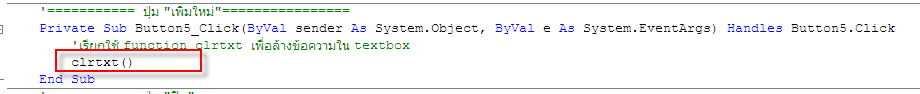 '=========== ปุ่ม "เพิ่มใหม่"================
Private Sub Button5_Click(ByVal sender As System.Object, ByVal e As System.EventArgs) Handles Button5.Click
'เรียกใช้ function clrtxt เพื่อล้างข้อความใน textbox
clrtxt()
End Sub